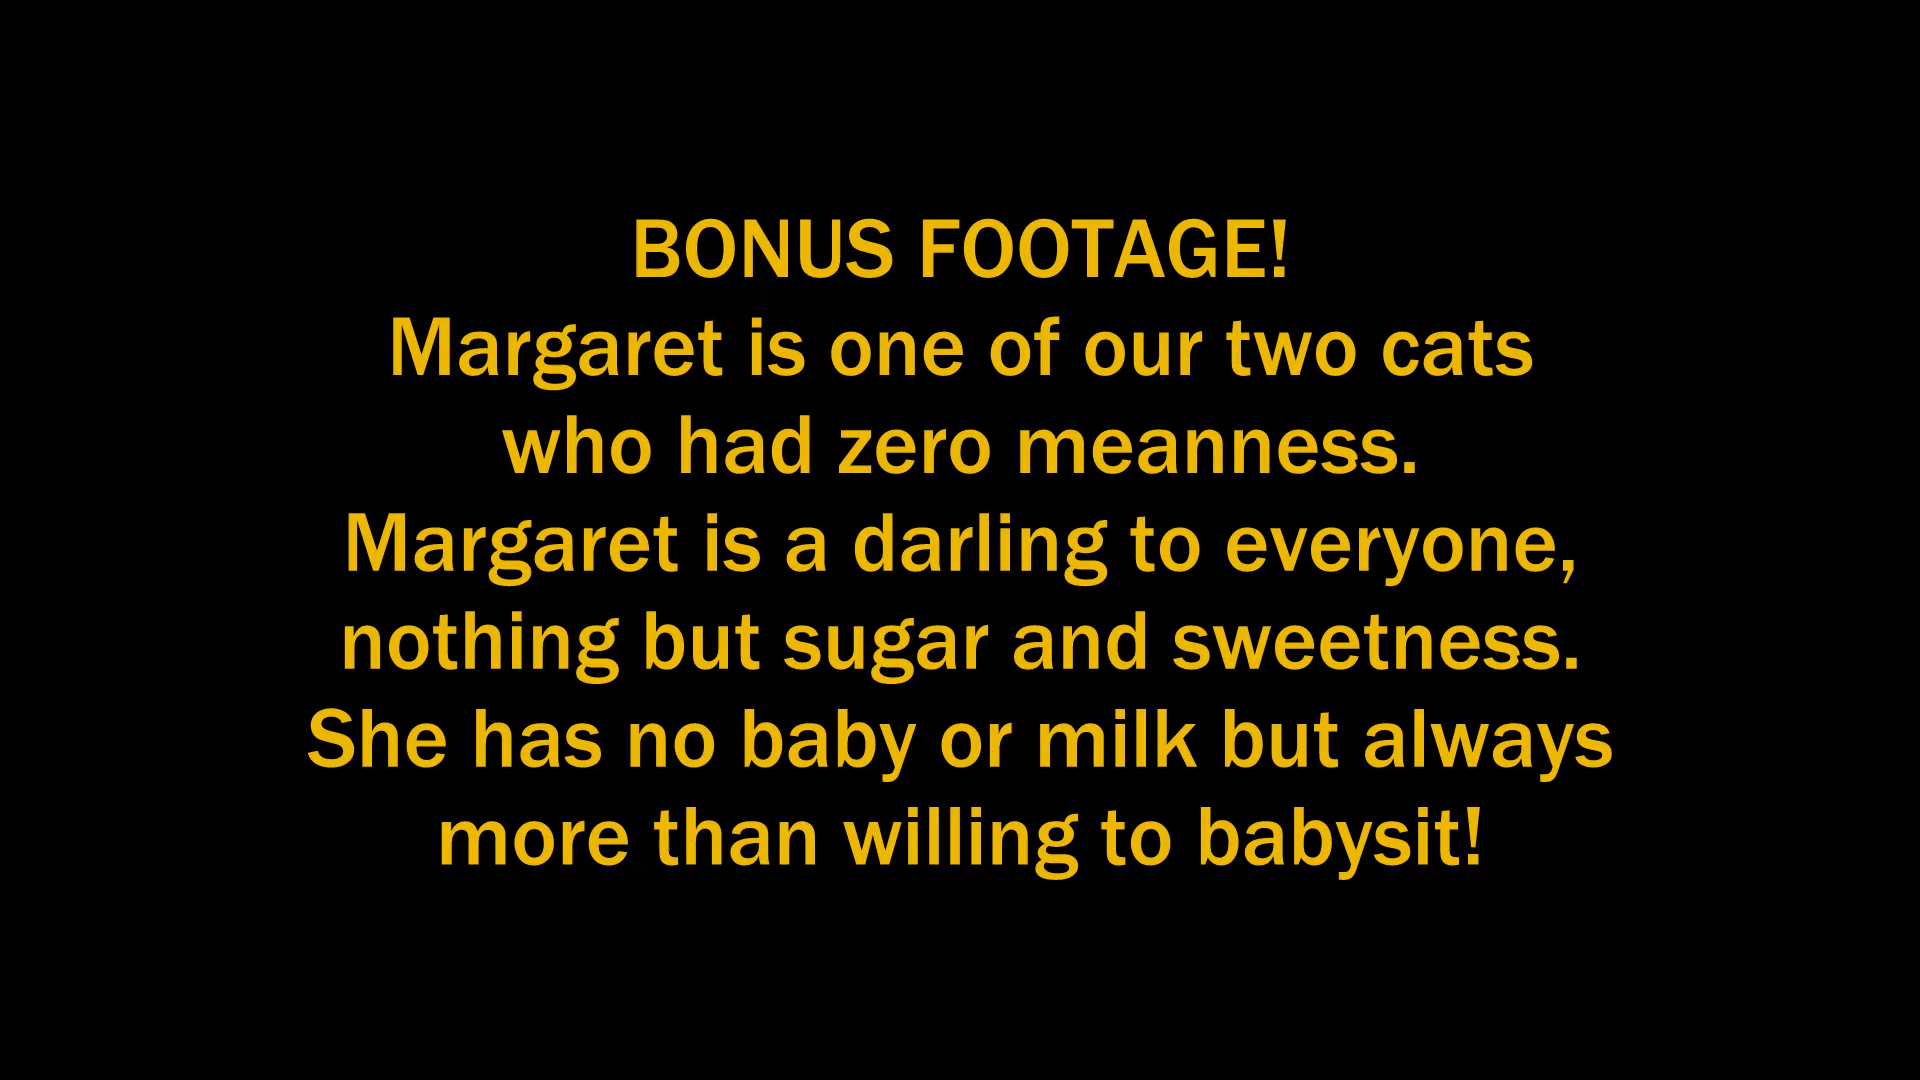 BONUS FOOTAGE!
Margaret is one of our two cats
who had zero meanness.
Margaret is a darling to everyone,
nothing but sugar and sweetness.
She has no baby or milk but always
more than willing to babysit!